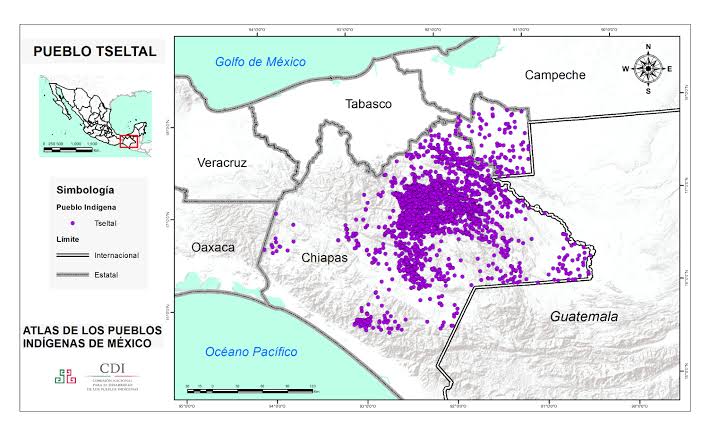 PUEBLO TSELTAL
Simbología
Pueblo Indígena
Tseltal
Límite
Internacional
Estatal
ATLAS DE LOS PUEBLOS
INDÍGENAS DE MÉXICO
CDI
Golfo de México
Campeche
Tabasco
Veracruz
Oaxaca
Chiapas
Guatemala
Océano Pacífico
N
W
E
S